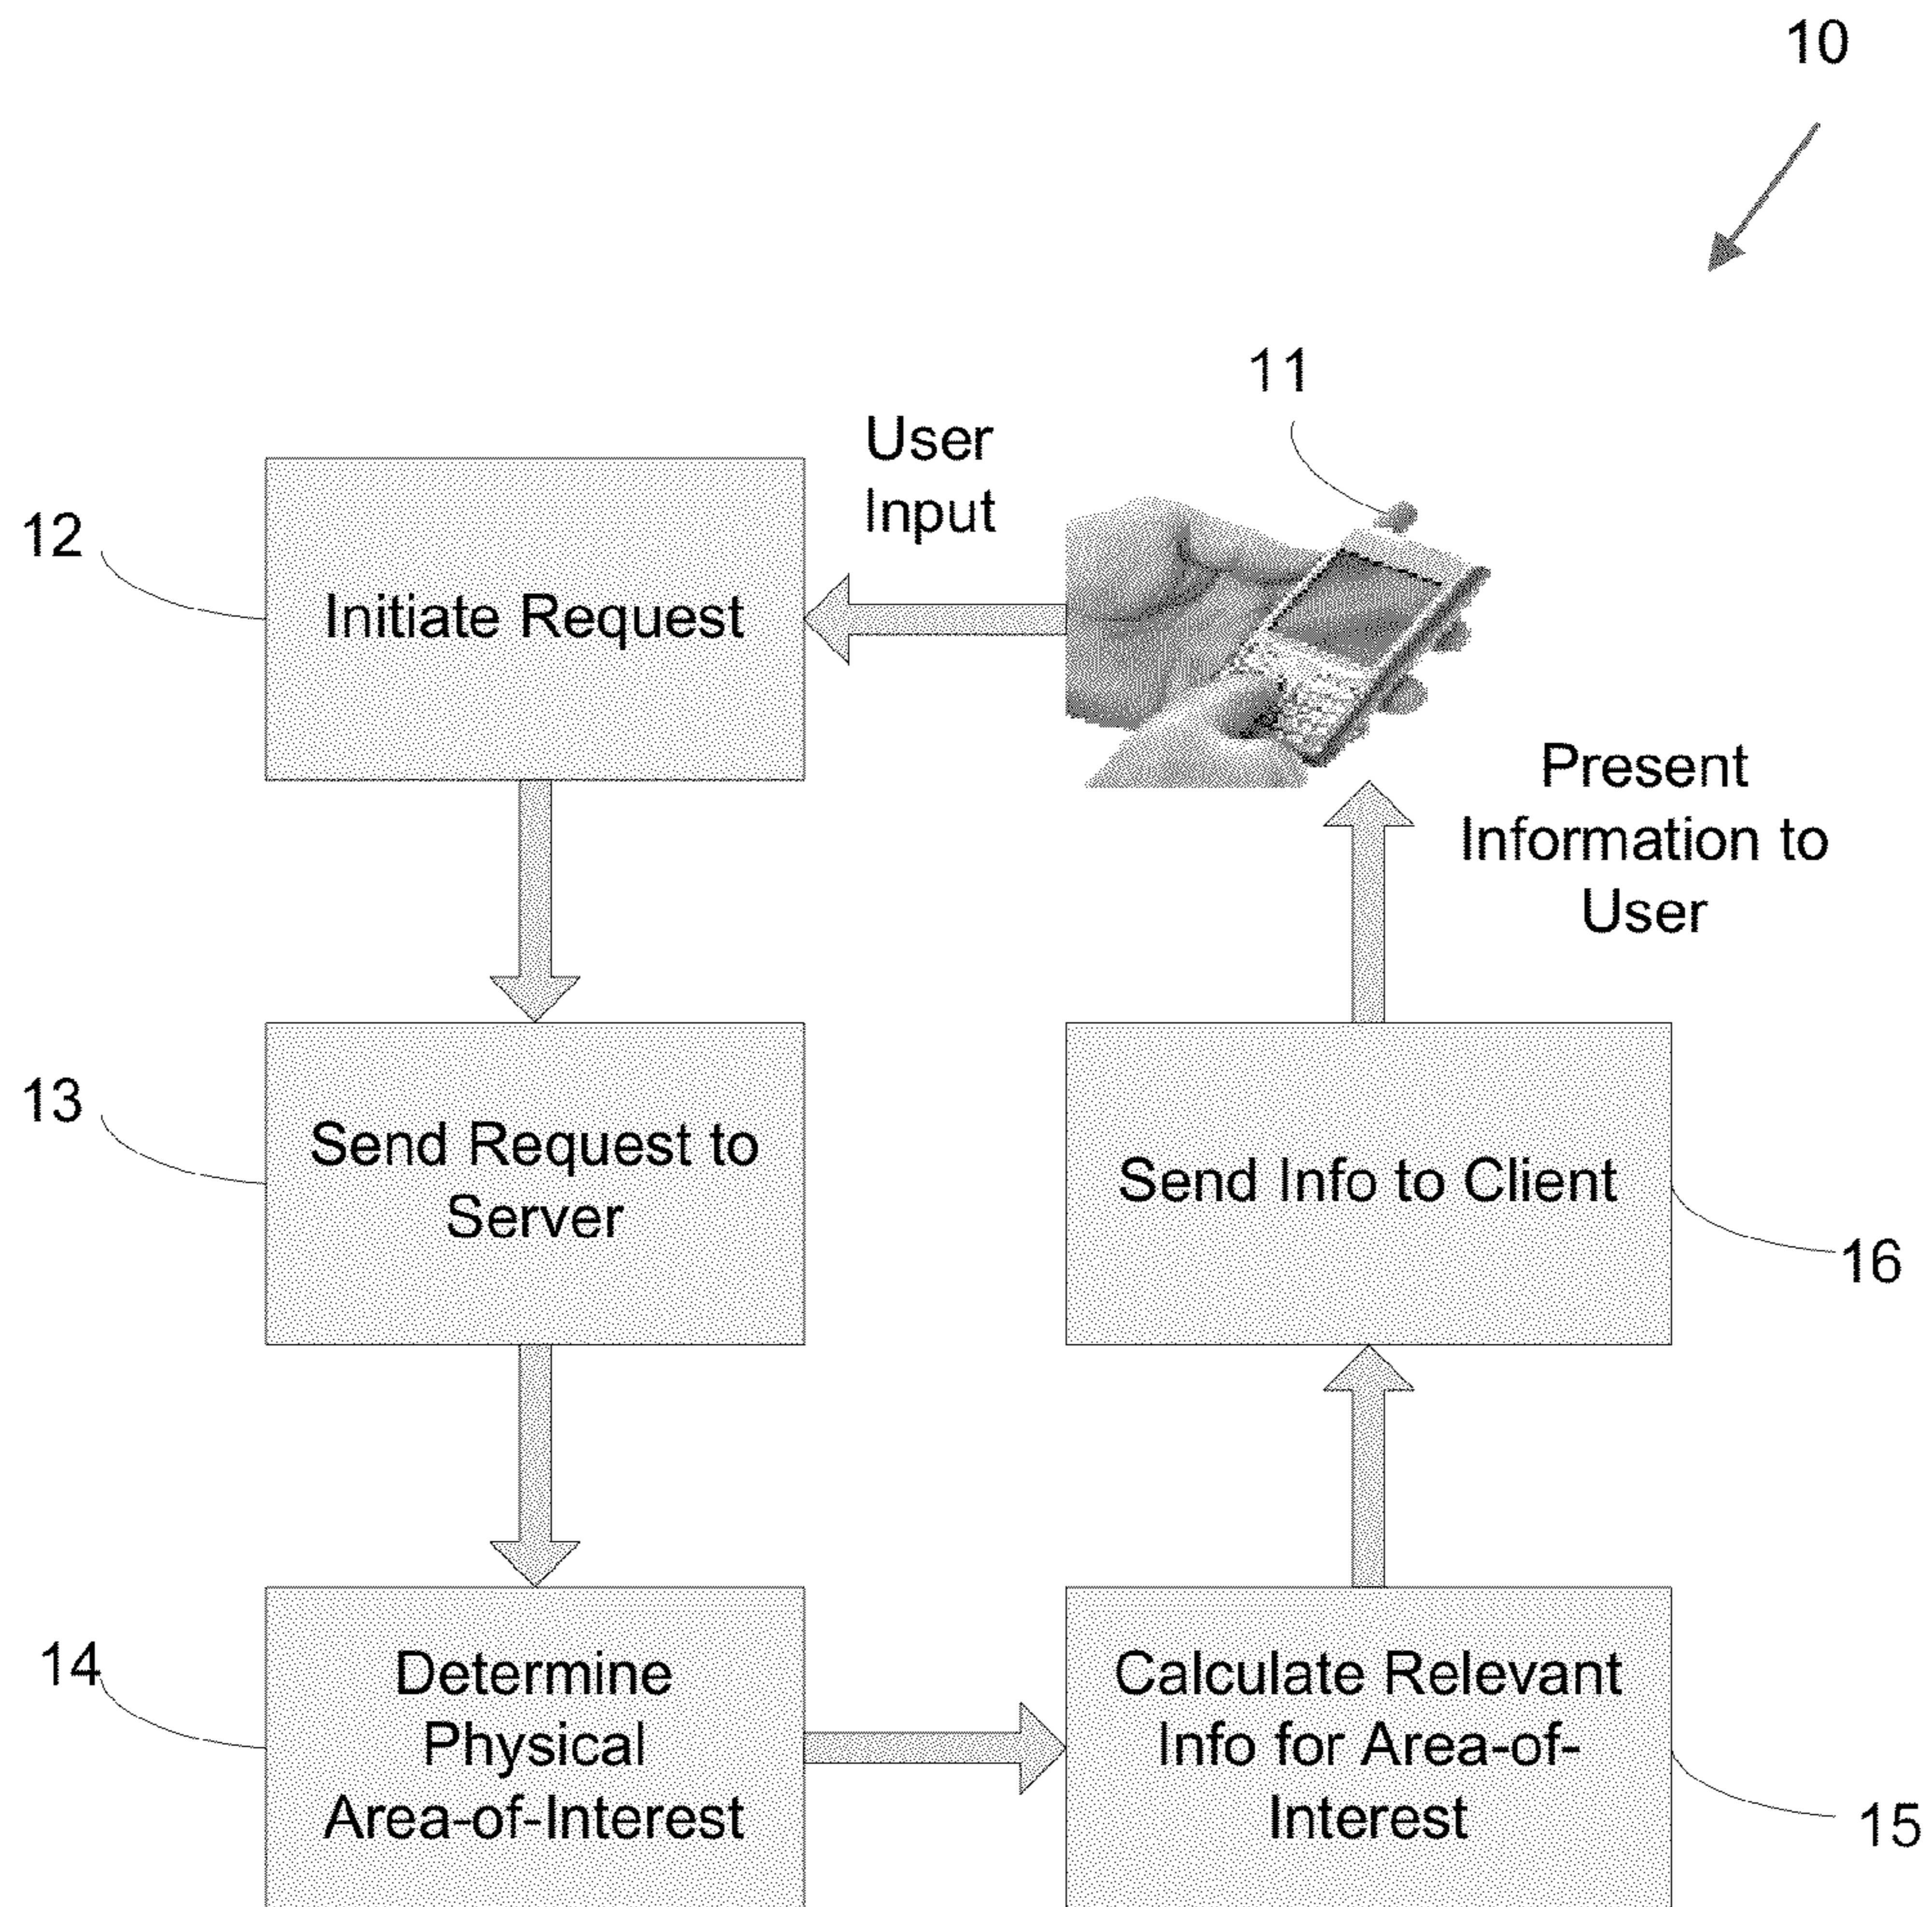 10
11
User
Input
12
Initiate Request
Present
Information to
User
13
Send Request to
Server
Send Info to Client
16
14
Determine
Physical
Area-of-Interest
Calculate Relevant
Info for Area-of-
Interest
15